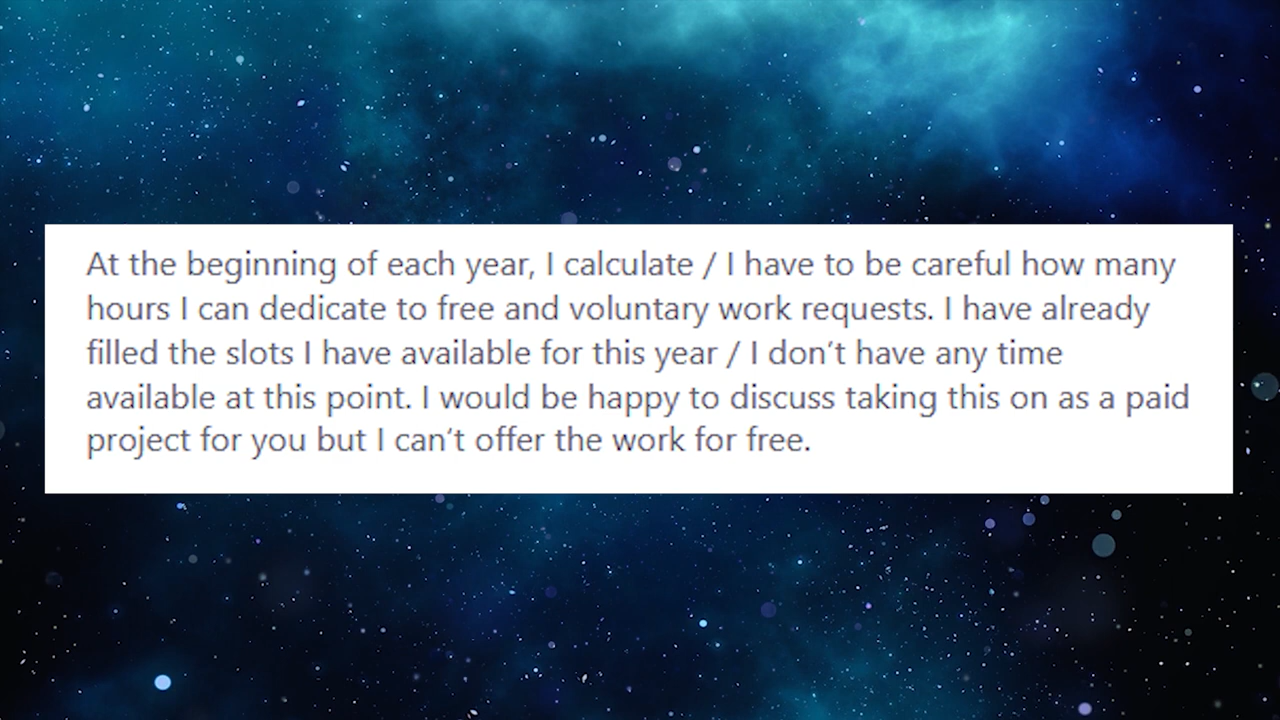 At the beginning of each year, I calculate / I have to be careful how many
hours I can dedicate to free and voluntary work requests. I have already
filled the slots I have available for this year / I don’t have any time
available at this point. I would be happy to discuss taking this on as a paid
project for you but I can’t offer the work for free.